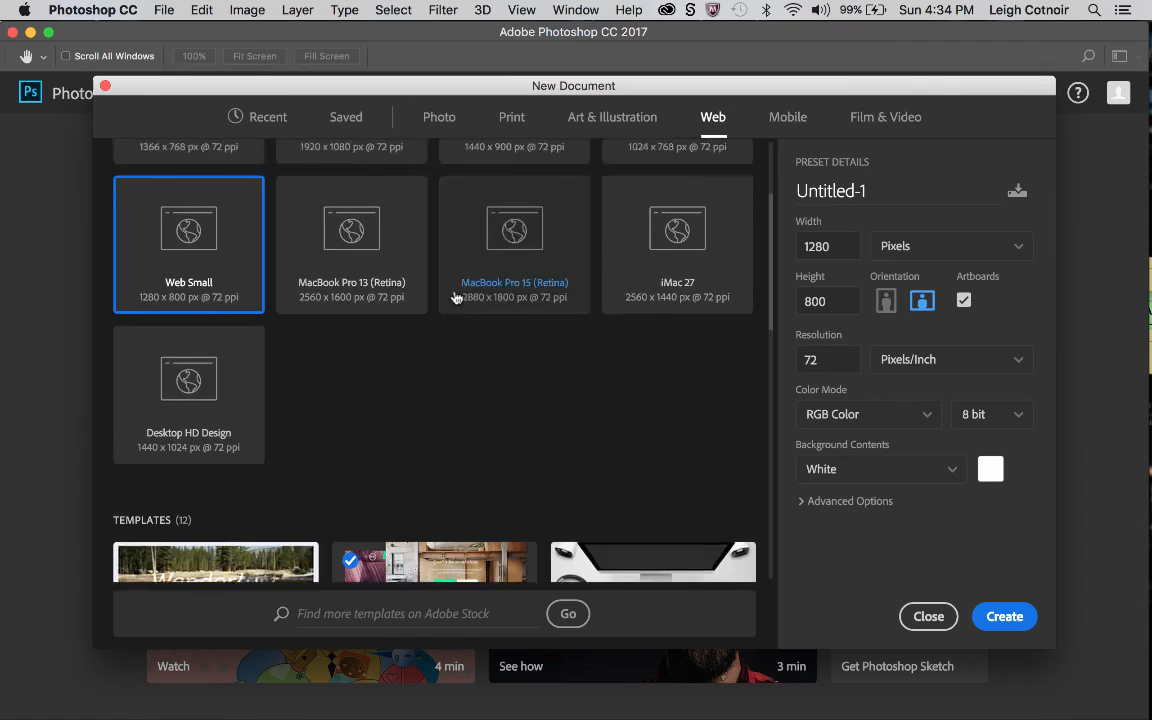 Photoshop CC File Edit Image Layer Type Select Filter 3D View Window Help 99% Sun 4:34 PM Leigh Cotnoir
Adobe Photoshop CC 2017
Scroll All Windows 100% Fit Screen Fill Screen
Ps Photo
New Document
Recent Saved Photo Print Art & Illustration Web Mobile Film & Video
1366 x 768 px @ 72 ppi 1920 x 1080 px @ 72 ppi 1440 x 900 px @ 72 ppi 1024 x 768 px @ 72 ppi
Web Small MacBook Pro 13 (Retina) MacBook Pro 15 (Retina) iMac 27
1280 x 800 px @ 72 ppi 2560 x 1600 px @ 72 ppi 2880 x 1800 px @ 72 ppi 2560 x 1440 px @ 72 ppi
Desktop HD Design
1440 x 1024 px @ 72 ppi
TEMPLATES (12)
Find more templates on Adobe Stock Go
PRESET DETAILS
Untitled-1
Width
1280 Pixels
Height Orientation Artboards
800
Resolution
72 Pixels/Inch
Color Mode
RGB Color 8 bit
Background Contents
White
Advanced Options
Close Create
Watch 4 min See how 3 min Get Photoshop Sketch